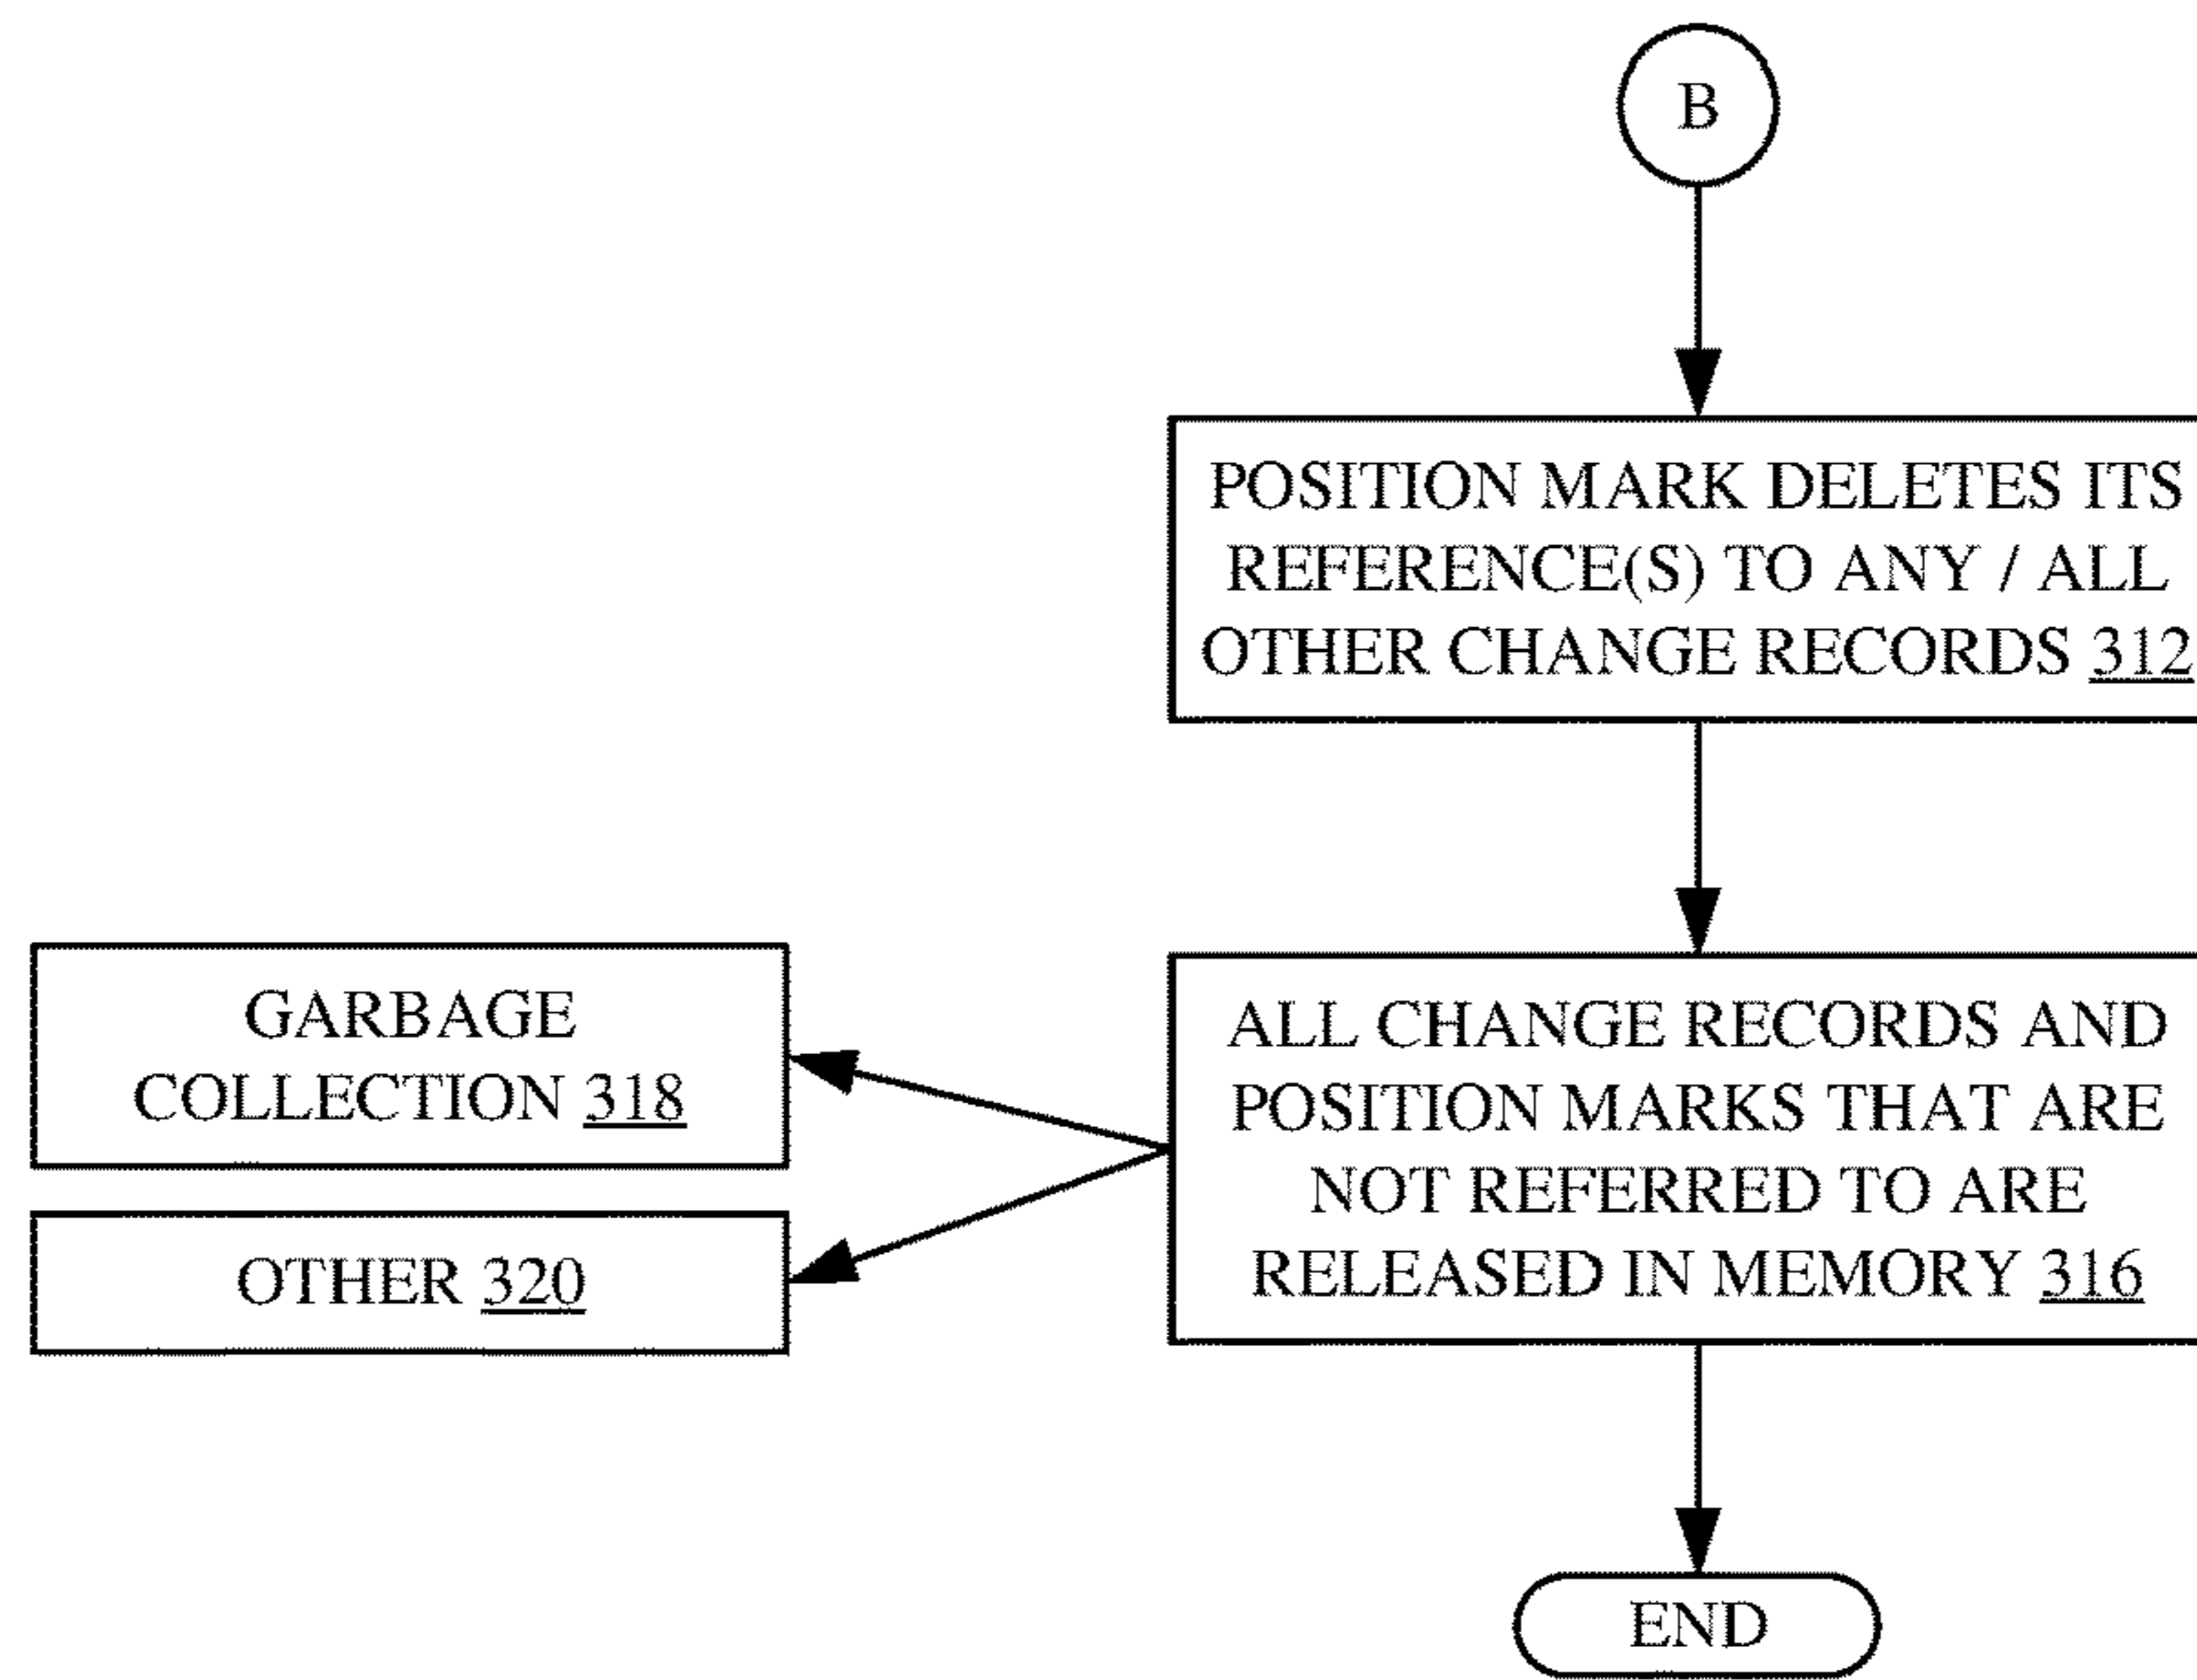 B
POSITION MARK DELETES ITS
REFERENCE(S) TO ANY / ALL
OTHER CHANGE RECORDS 312
GARBAGE
COLLECTION 318
OTHER 320
ALL CHANGE RECORDS AND
POSITION MARKS THAT ARE
NOT REFERRED TO ARE
RELEASED IN MEMORY 316
END